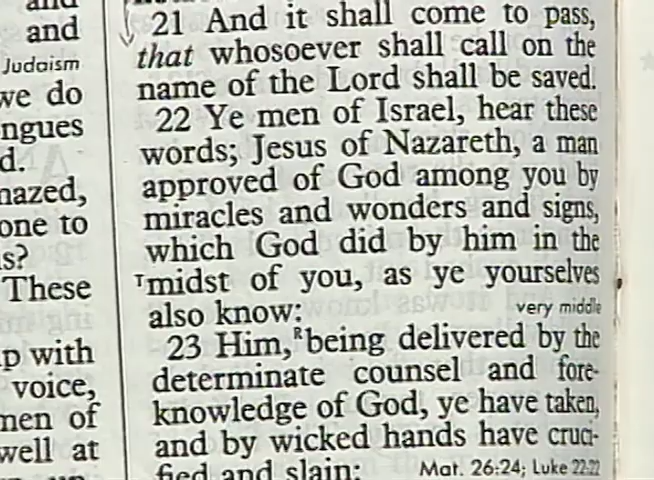 and
and
Judaism
we do
ngues
d.
nazed,
one to
is?
These
p with
voice,
men of
well at
21 And it shall come to pass,
that whosoever shall call on the
name of the Lord shall be saved.
22 Ye men of Israel, hear these
words; Jesus of Nazareth, a man
approved of God among you by
miracles and wonders and signs,
which God did by him in the
ᵀmidst of you, as ye yourselves
also know: very middle
23 Him,ᴿbeing delivered by the
determinate counsel and fore-
knowledge of God, ye have taken,
and by wicked hands have cruci-
fied and slain: Mat. 26:24; Luke 22:22